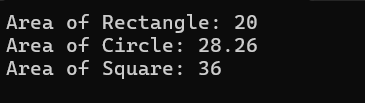 Area of Rectangle: 20
Area of Circle: 28.26
Area of Square: 36